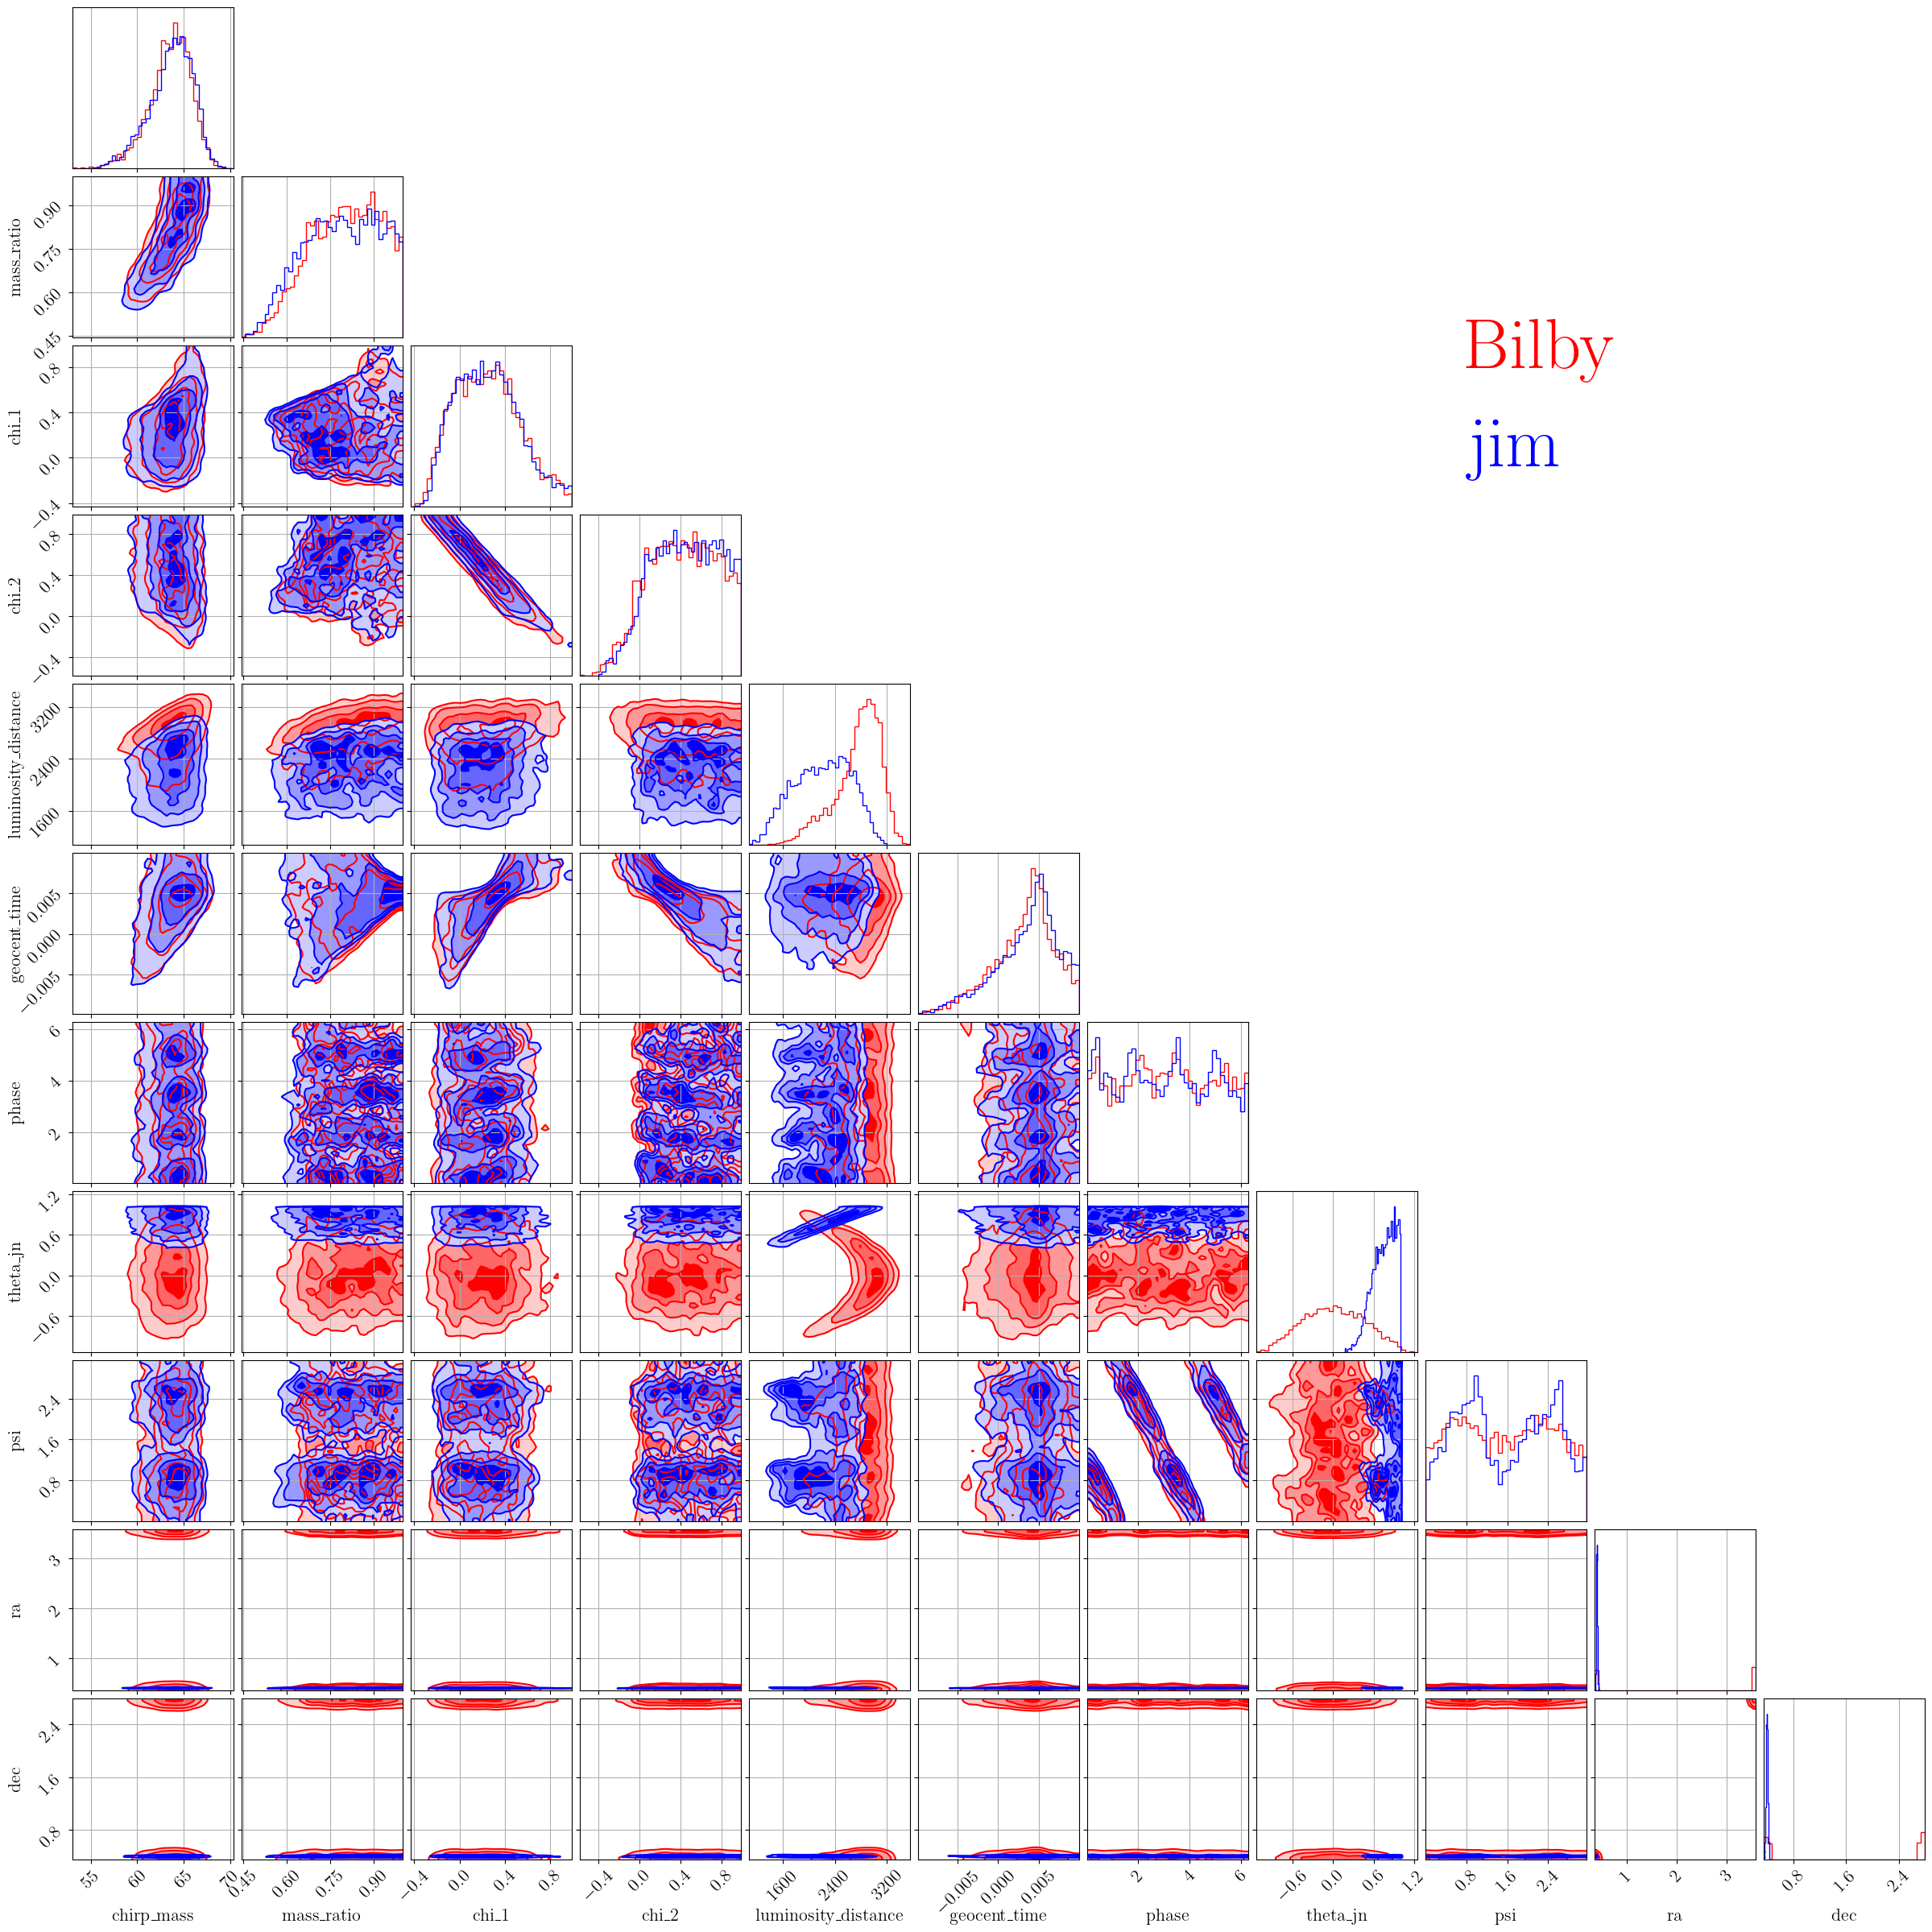 Bilby
jim
mass_ratio
0.45
0.60
0.75
0.90
chi_1
−0.4
0.0
0.4
0.8
chi_2
−0.4
0.0
0.4
0.8
luminosity_distance
1600
2400
3200
geocent_time
−0.005
0.000
0.005
phase
2
4
6
theta_jn
−0.6
0.0
0.6
1.2
psi
0.8
1.6
2.4
ra
1
2
3
dec
0.8
1.6
2.4
55 60 65 70
0.45 0.60 0.75 0.90
−0.4 0.0 0.4 0.8
−0.4 0.0 0.4 0.8
1600 2400 3200
−0.005 0.000 0.005
2 4 6
−0.6 0.0 0.6 1.2
0.8 1.6 2.4
1 2 3
0.8 1.6 2.4
chirp_mass mass_ratio chi_1 chi_2 luminosity_distance geocent_time phase theta_jn psi ra dec